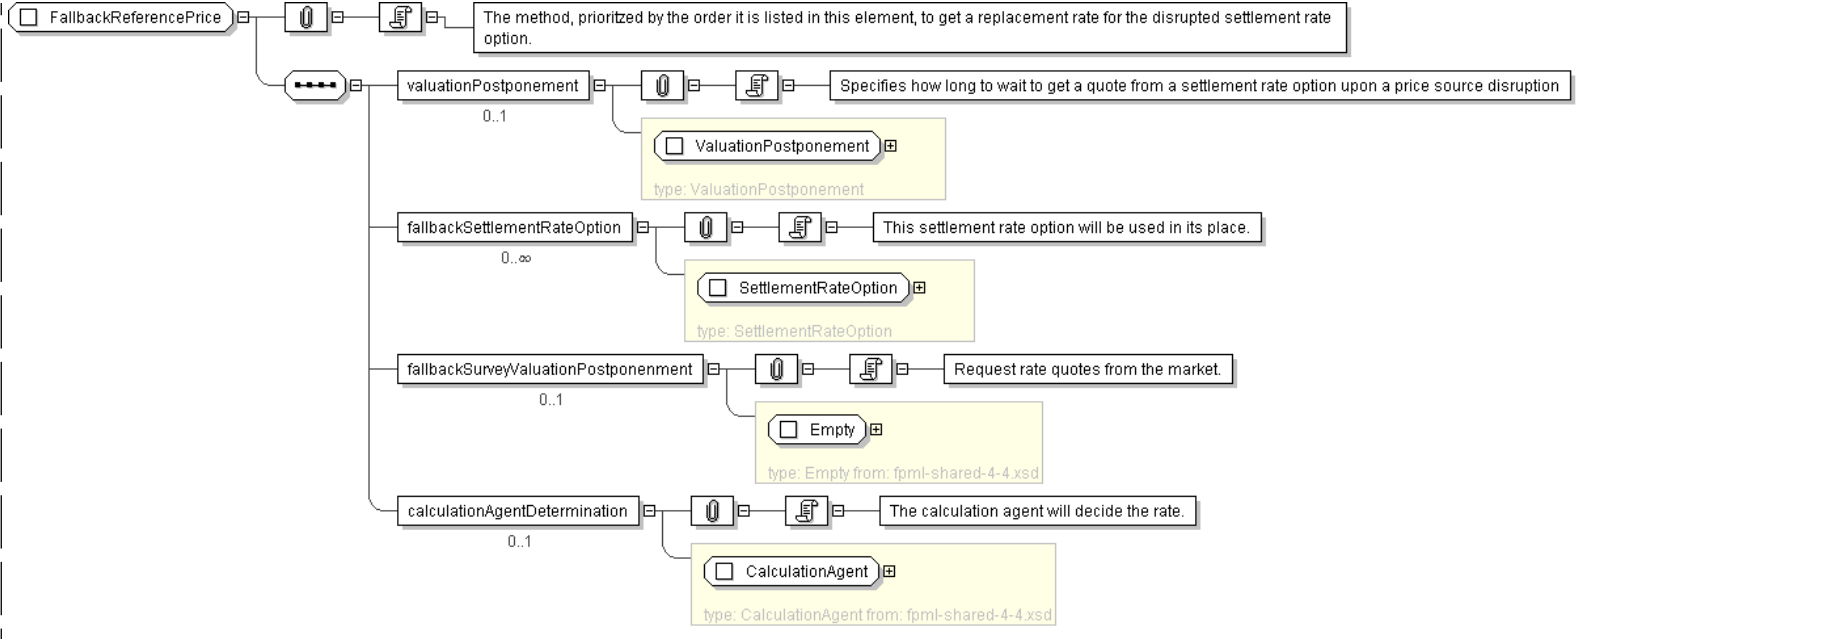 FallbackReferencePrice
The method, prioritzed by the order it is listed in this element, to get a replacement rate for the disrupted settlement rate
option.
valuationPostponement
Specifies how long to wait to get a quote from a settlement rate option upon a price source disruption
0..1
ValuationPostponement
type: ValuationPostponement
fallbackSettlementRateOption
This settlement rate option will be used in its place.
0..∞
SettlementRateOption
type: SettlementRateOption
fallbackSurveyValuationPostponenment
Request rate quotes from the market.
0..1
Empty
type: Empty from: fpml-shared-4-4.xsd
calculationAgentDetermination
The calculation agent will decide the rate.
0..1
CalculationAgent
type: CalculationAgent from: fpml-shared-4-4.xsd